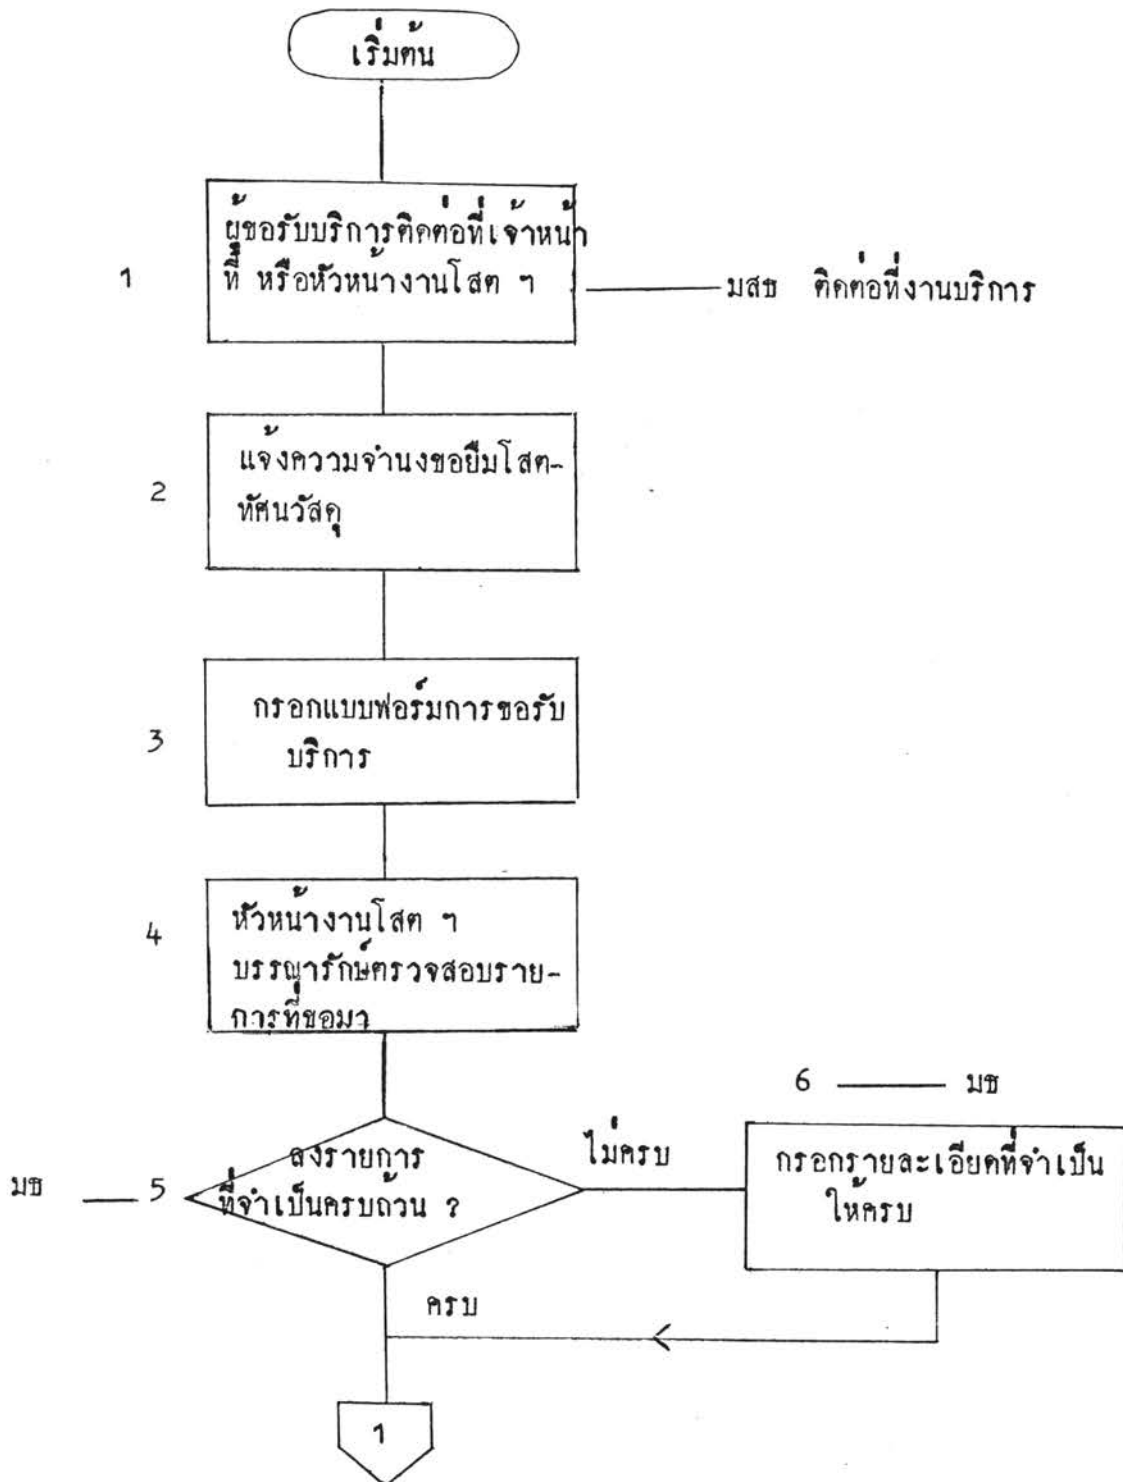 เริ่มต้น
ผู้ขอรับบริการติดต่อที่เจ้าหน้า
ที่ หรือหัวหน้างานโสต ฯ
1
มสธ ติดต่อที่งานบริการ
แจ้งความจำนงขอยืมโสต-
ทัศนวัสดุ
2
กรอกแบบฟอร์มการขอรับ
บริการ
3
หัวหน้างานโสต ฯ
บรรณารักษ์ตรวจสอบราย-
การที่ขอมา
4
6 มช
ลงรายการ
ที่จำเป็นครบถ้วน ?
มช 5
ไม่ครบ
กรอกรายละเอียดที่จำเป็น
ให้ครบ
ครบ
1